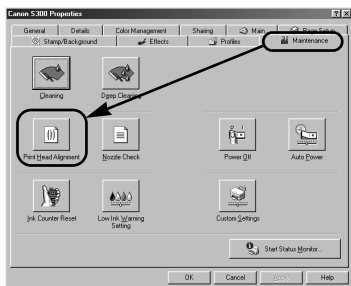 Canon S300 Properties
General Details Color Management Sharing Main Page Setup
Stamp/Background Effects Profiles Maintenance
Cleaning Deep Cleaning
Print Head Alignment Nozzle Check Power Off Auto Power
Ink Counter Reset Low Ink Warning Setting Custom Settings
Start Status Monitor...
OK Cancel Apply Help